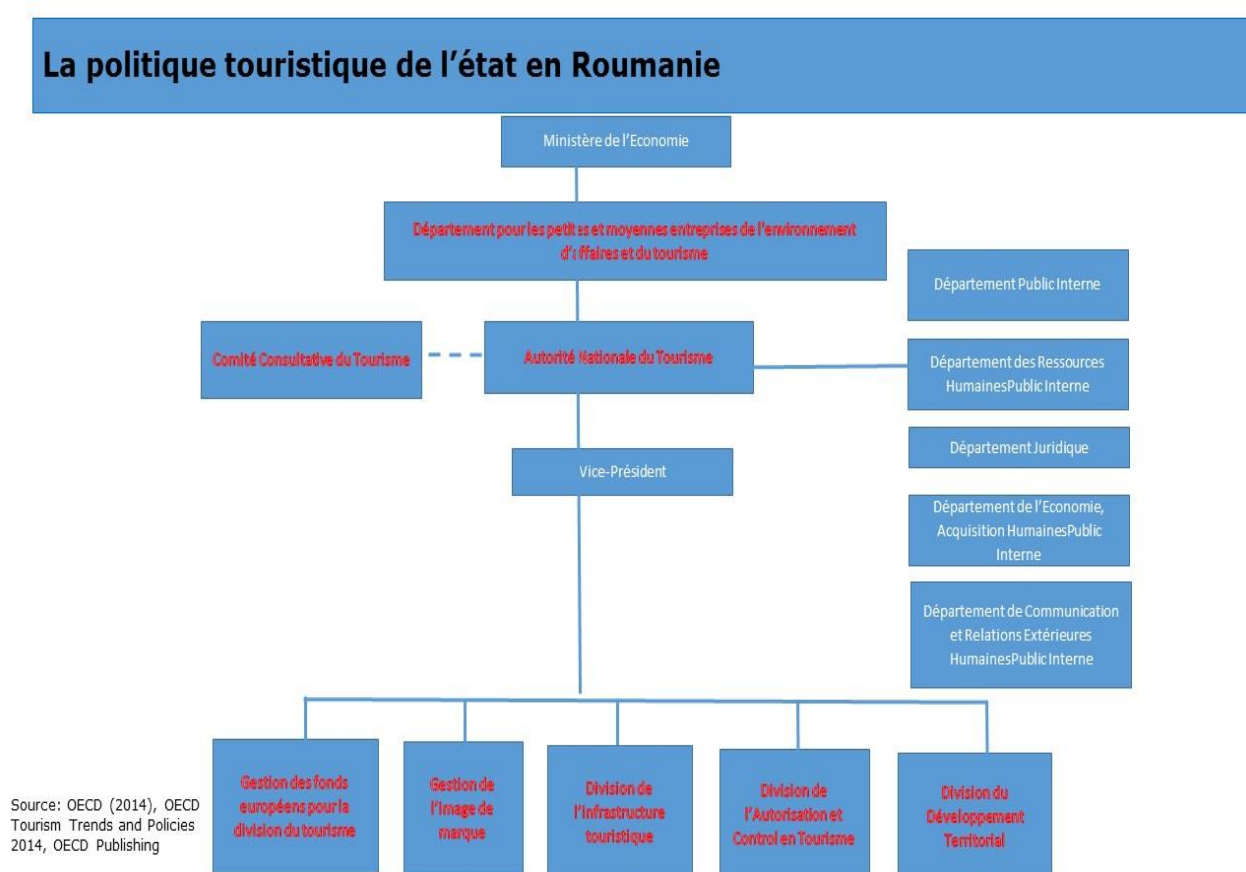 La politique touristique de l’état en Roumanie
Ministère de l’Economie
Département pour les petites et moyennes entreprises de l'environnement
d'affaires et du tourisme
Département Public Interne
Comité Consultative du Tourisme
Autorité Nationale du Tourisme
Département des Ressources
HumainesPublic Interne
Département Juridique
Vice-Président
Département de l’Economie,
Acquisition HumainesPublic
Interne
Département de Communication
et Relations Extérieures
HumainesPublic Interne
Gestion des fonds
européens pour la
division du tourisme
Gestion de
l'image de
marque
Division de
l'infrastructure
touristique
Division de
l'Autorisation et
Control en Tourisme
Division du
Développement
Territorial
Source: OECD (2014), OECD
Tourism Trends and Policies
2014, OECD Publishing